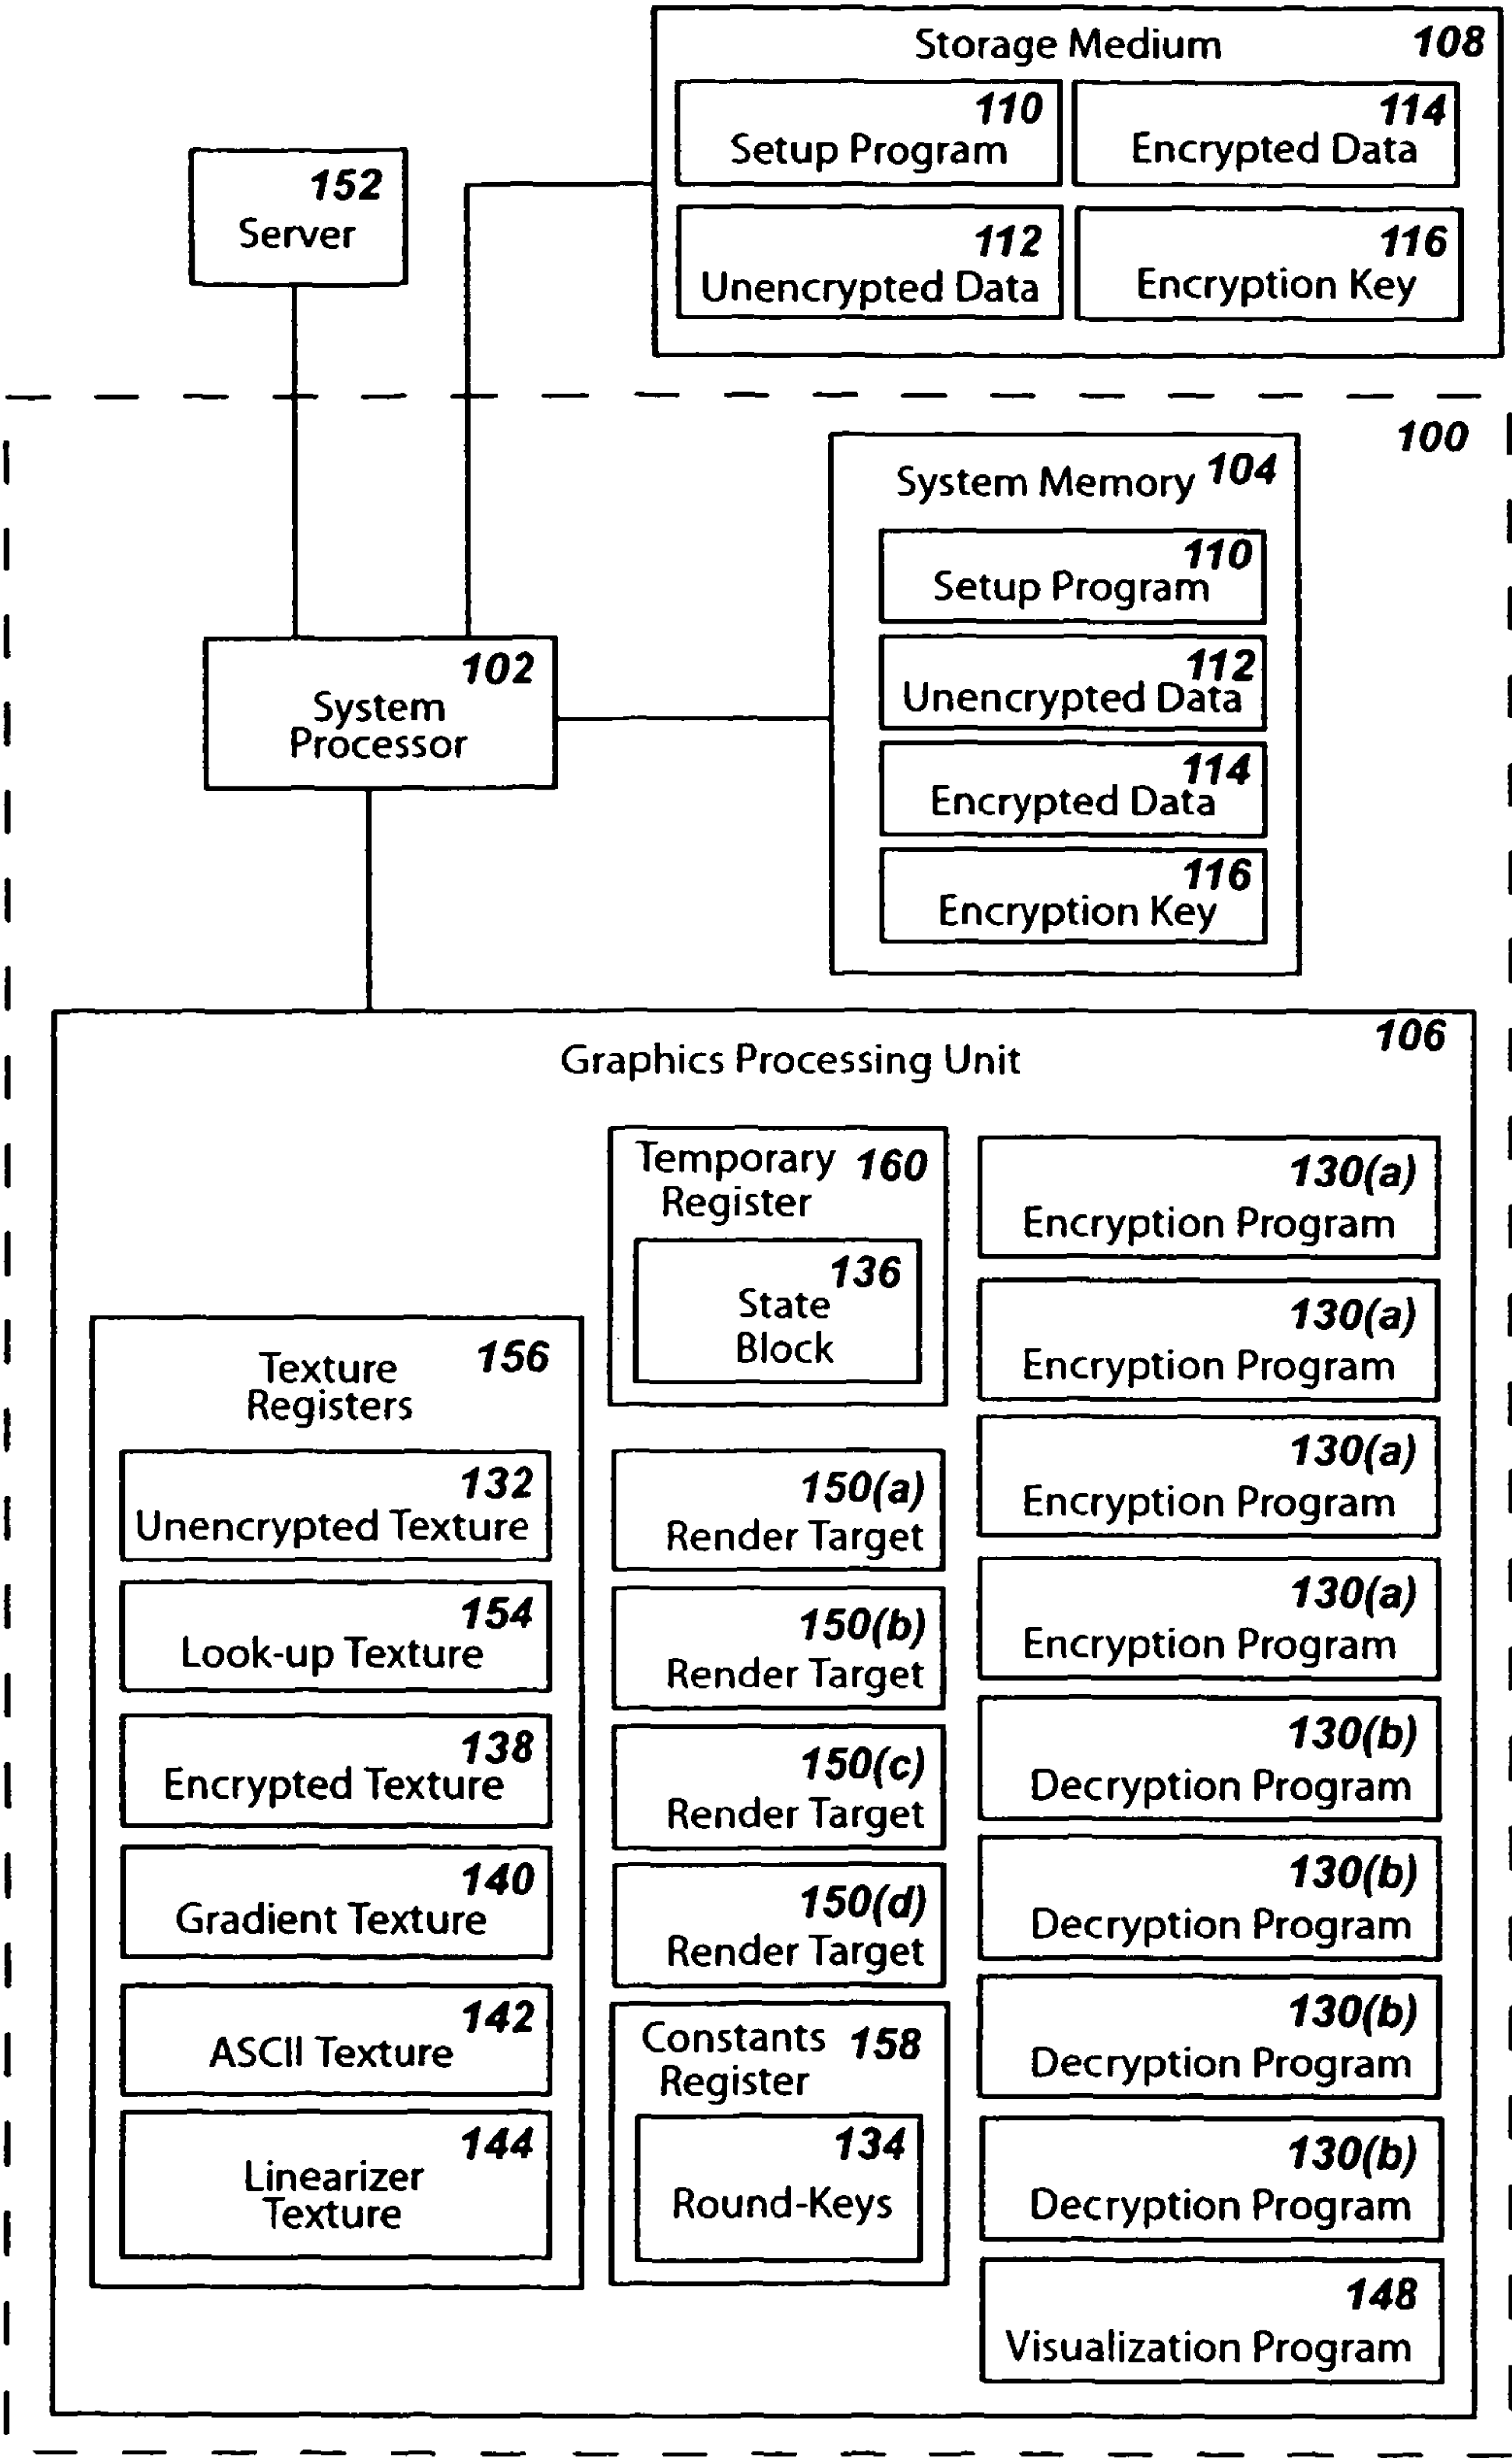 Storage Medium 108
110
Setup Program
114
Encrypted Data
112
Unencrypted Data
116
Encryption Key
152
Server
100
System Memory 104
110
Setup Program
112
Unencrypted Data
114
Encrypted Data
116
Encryption Key
102
System
Processor
106
Graphics Processing Unit
Texture 156
Registers
132
Unencrypted Texture
154
Look-up Texture
138
Encrypted Texture
140
Gradient Texture
142
ASCII Texture
144
Linearizer
Texture
Temporary 160
Register
136
State
Block
150(a)
Render Target
150(b)
Render Target
150(c)
Render Target
150(d)
Render Target
Constants 158
Register
134
Round-Keys
130(a)
Encryption Program
130(a)
Encryption Program
130(a)
Encryption Program
130(a)
Encryption Program
130(b)
Decryption Program
130(b)
Decryption Program
130(b)
Decryption Program
130(b)
Decryption Program
148
Visualization Program